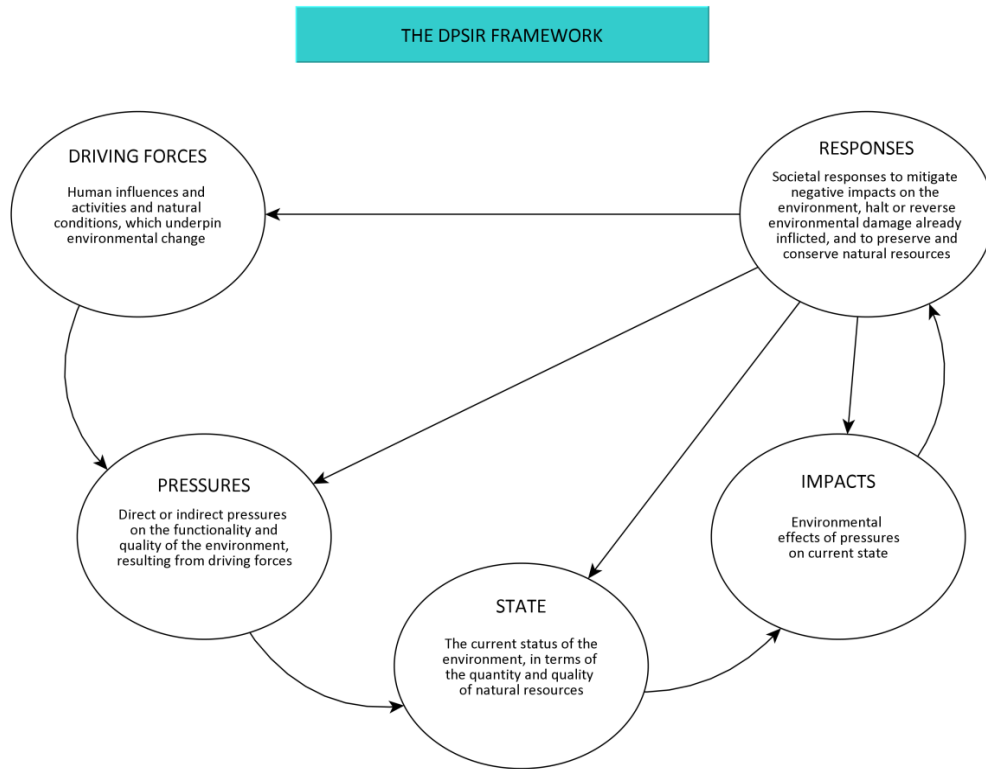 THE DPSIR FRAMEWORK
DRIVING FORCES
Human influences and
activities and natural
conditions, which underpin
environmental change
RESPONSES
Societal responses to mitigate
negative impacts on the
environment, halt or reverse
environmental damage already
inflicted, and to preserve and
conserve natural resources
PRESSURES
Direct or indirect pressures
on the functionality and
quality of the environment,
resulting from driving forces
IMPACTS
Environmental
effects of pressures
on current state
STATE
The current status of the
environment, in terms of
the quantity and quality
of natural resources